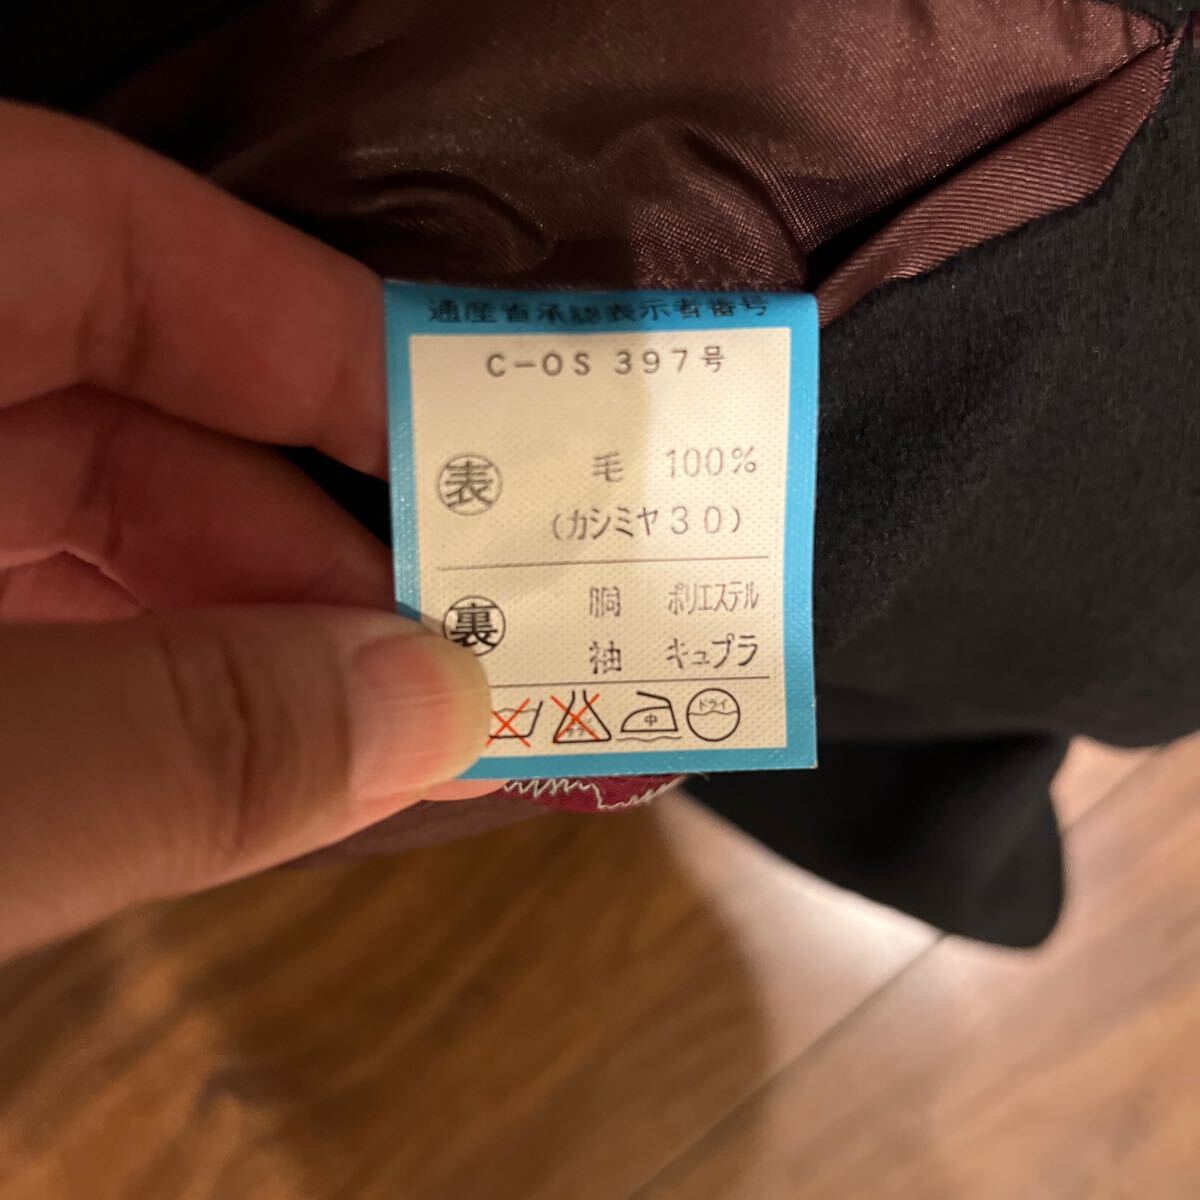 通産省承認表示者番号
C-OS 397号
表 毛 100%
(カシミヤ30)
裏 胴 ポリエステル
袖 キュプラ
中 ドライ